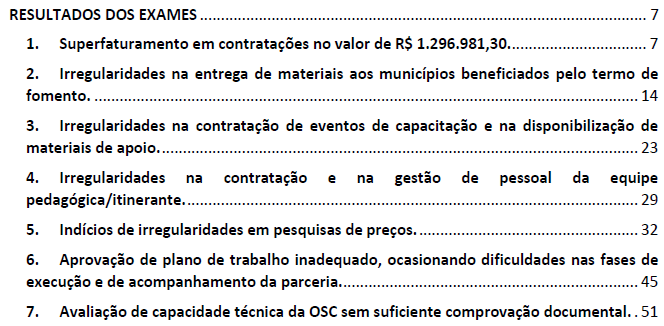 RESULTADOS DOS EXAMES ........................................................................................................ 7
1. Superfaturamento em contratações no valor de R$ 1.296.981,30. ............................ 7
2. Irregularidades na entrega de materiais aos municípios beneficiados pelo termo de
fomento. ........................................................................................................................ 14
3. Irregularidades na contratação de eventos de capacitação e na disponibilização de
materiais de apoio. ......................................................................................................... 23
4. Irregularidades na contratação e na gestão de pessoal da equipe
pedagógica/itinerante. .................................................................................................... 29
5. Indícios de irregularidades em pesquisas de preços. ............................................... 32
6. Aprovação de plano de trabalho inadequado, ocasionando dificuldades nas fases de
execução e de acompanhamento da parceria. ................................................................ 45
7. Avaliação de capacidade técnica da OSC sem suficiente comprovação documental. . 51